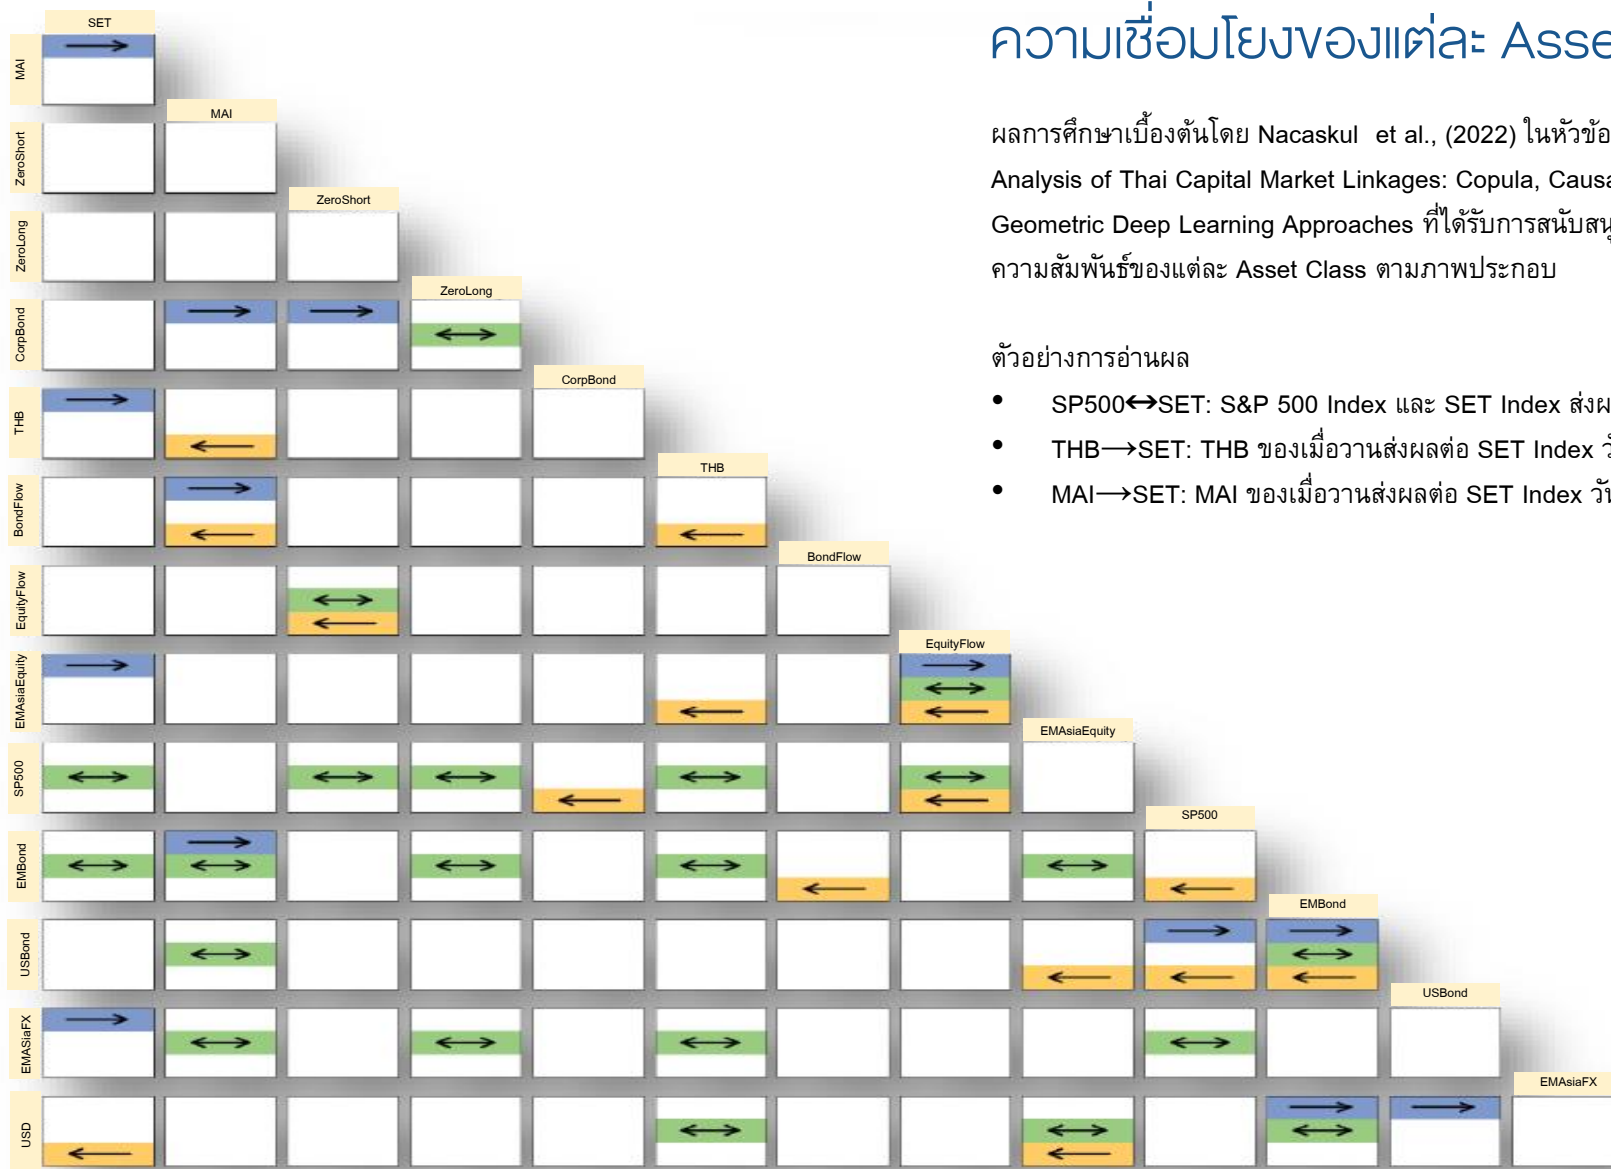 SET
ความเชื่อมโยงของแต่ละ Asse
MAI
MAI
ผลการศึกษาเบื้องต้นโดย Nacaskul et al., (2022) ในหัวข้อ
ZeroShort
Analysis of Thai Capital Market Linkages: Copula, Causa
ZeroShort
Geometric Deep Learning Approaches ที่ได้รับการสนับสนุ
ZeroLong
ความสัมพันธ์ของแต่ละ Asset Class ตามภาพประกอบ
ZeroLong
CorpBond
ตัวอย่างการอ่านผล
CorpBond
• SP500↔SET: S&P 500 Index และ SET Index ส่งผ
THB
• THB→SET: THB ของเมื่อวานส่งผลต่อ SET Index วั
THB
• MAI→SET: MAI ของเมื่อวานส่งผลต่อ SET Index วัน
BondFlow
BondFlow
EquityFlow
EquityFlow
EMAsiaEquity
EMAsiaEquity
SP500
SP500
EMBond
EMBond
USBond
USBond
EMASiaFX
EMAsiaFX
USD